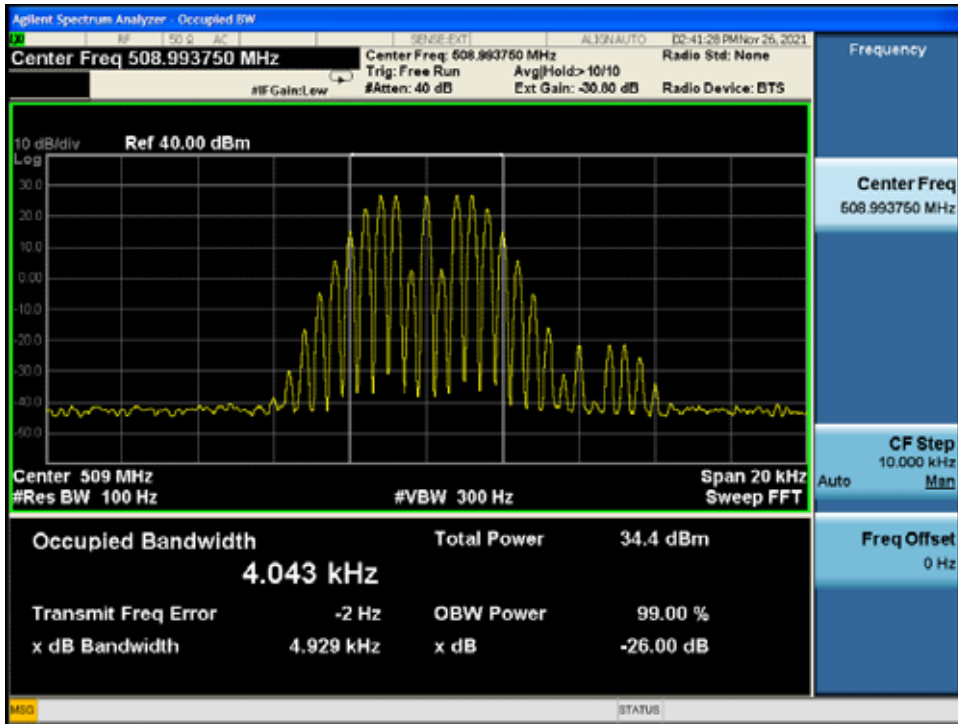 Agilent Spectrum Analyzer - Occupied BW
LXI RF 50 Ω AC SENSE:EXT ALIGNAUTO 02:41:28 PM Nov 26, 2021
Center Freq 508.993750 MHz
Center Freq: 508.993750 MHz
Radio Std: None
Trig: Free Run
Avg|Hold:>10/10
#IFGain:Low
#Atten: 40 dB
Ext Gain: -30.80 dB
Radio Device: BTS
10 dB/div
Ref 40.00 dBm
Log
30.0
20.0
10.0
0.00
-10.0
-20.0
-30.0
-40.0
-50.0
Center 509 MHz
Span 20 kHz
#Res BW 100 Hz
#VBW 300 Hz
Sweep FFT
Occupied Bandwidth
4.043 kHz
Total Power 34.4 dBm
Transmit Freq Error -2 Hz
OBW Power 99.00 %
x dB Bandwidth 4.929 kHz
x dB -26.00 dB
Frequency
Center Freq
508.993750 MHz
CF Step
10.000 kHz
Auto Man
Freq Offset
0 Hz
MSG
STATUS